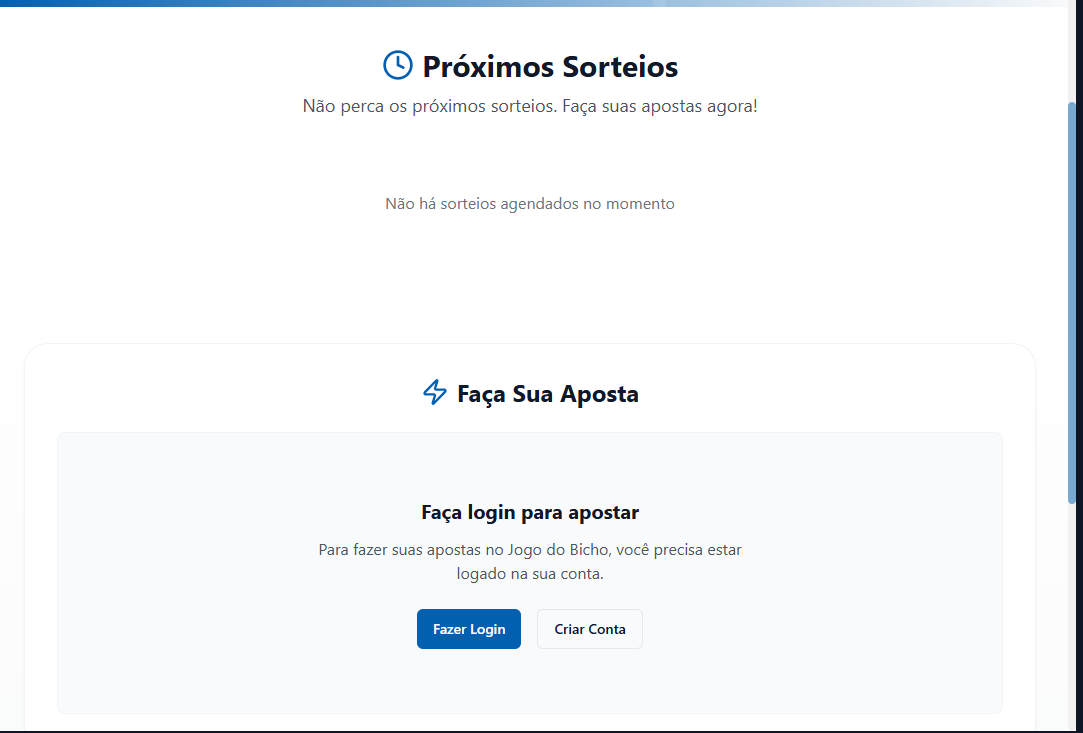 Próximos Sorteios
Não perca os próximos sorteios. Faça suas apostas agora!
Não há sorteios agendados no momento
Faça Sua Aposta
Faça login para apostar
Para fazer suas apostas no Jogo do Bicho, você precisa estar
logado na sua conta.
Fazer Login
Criar Conta